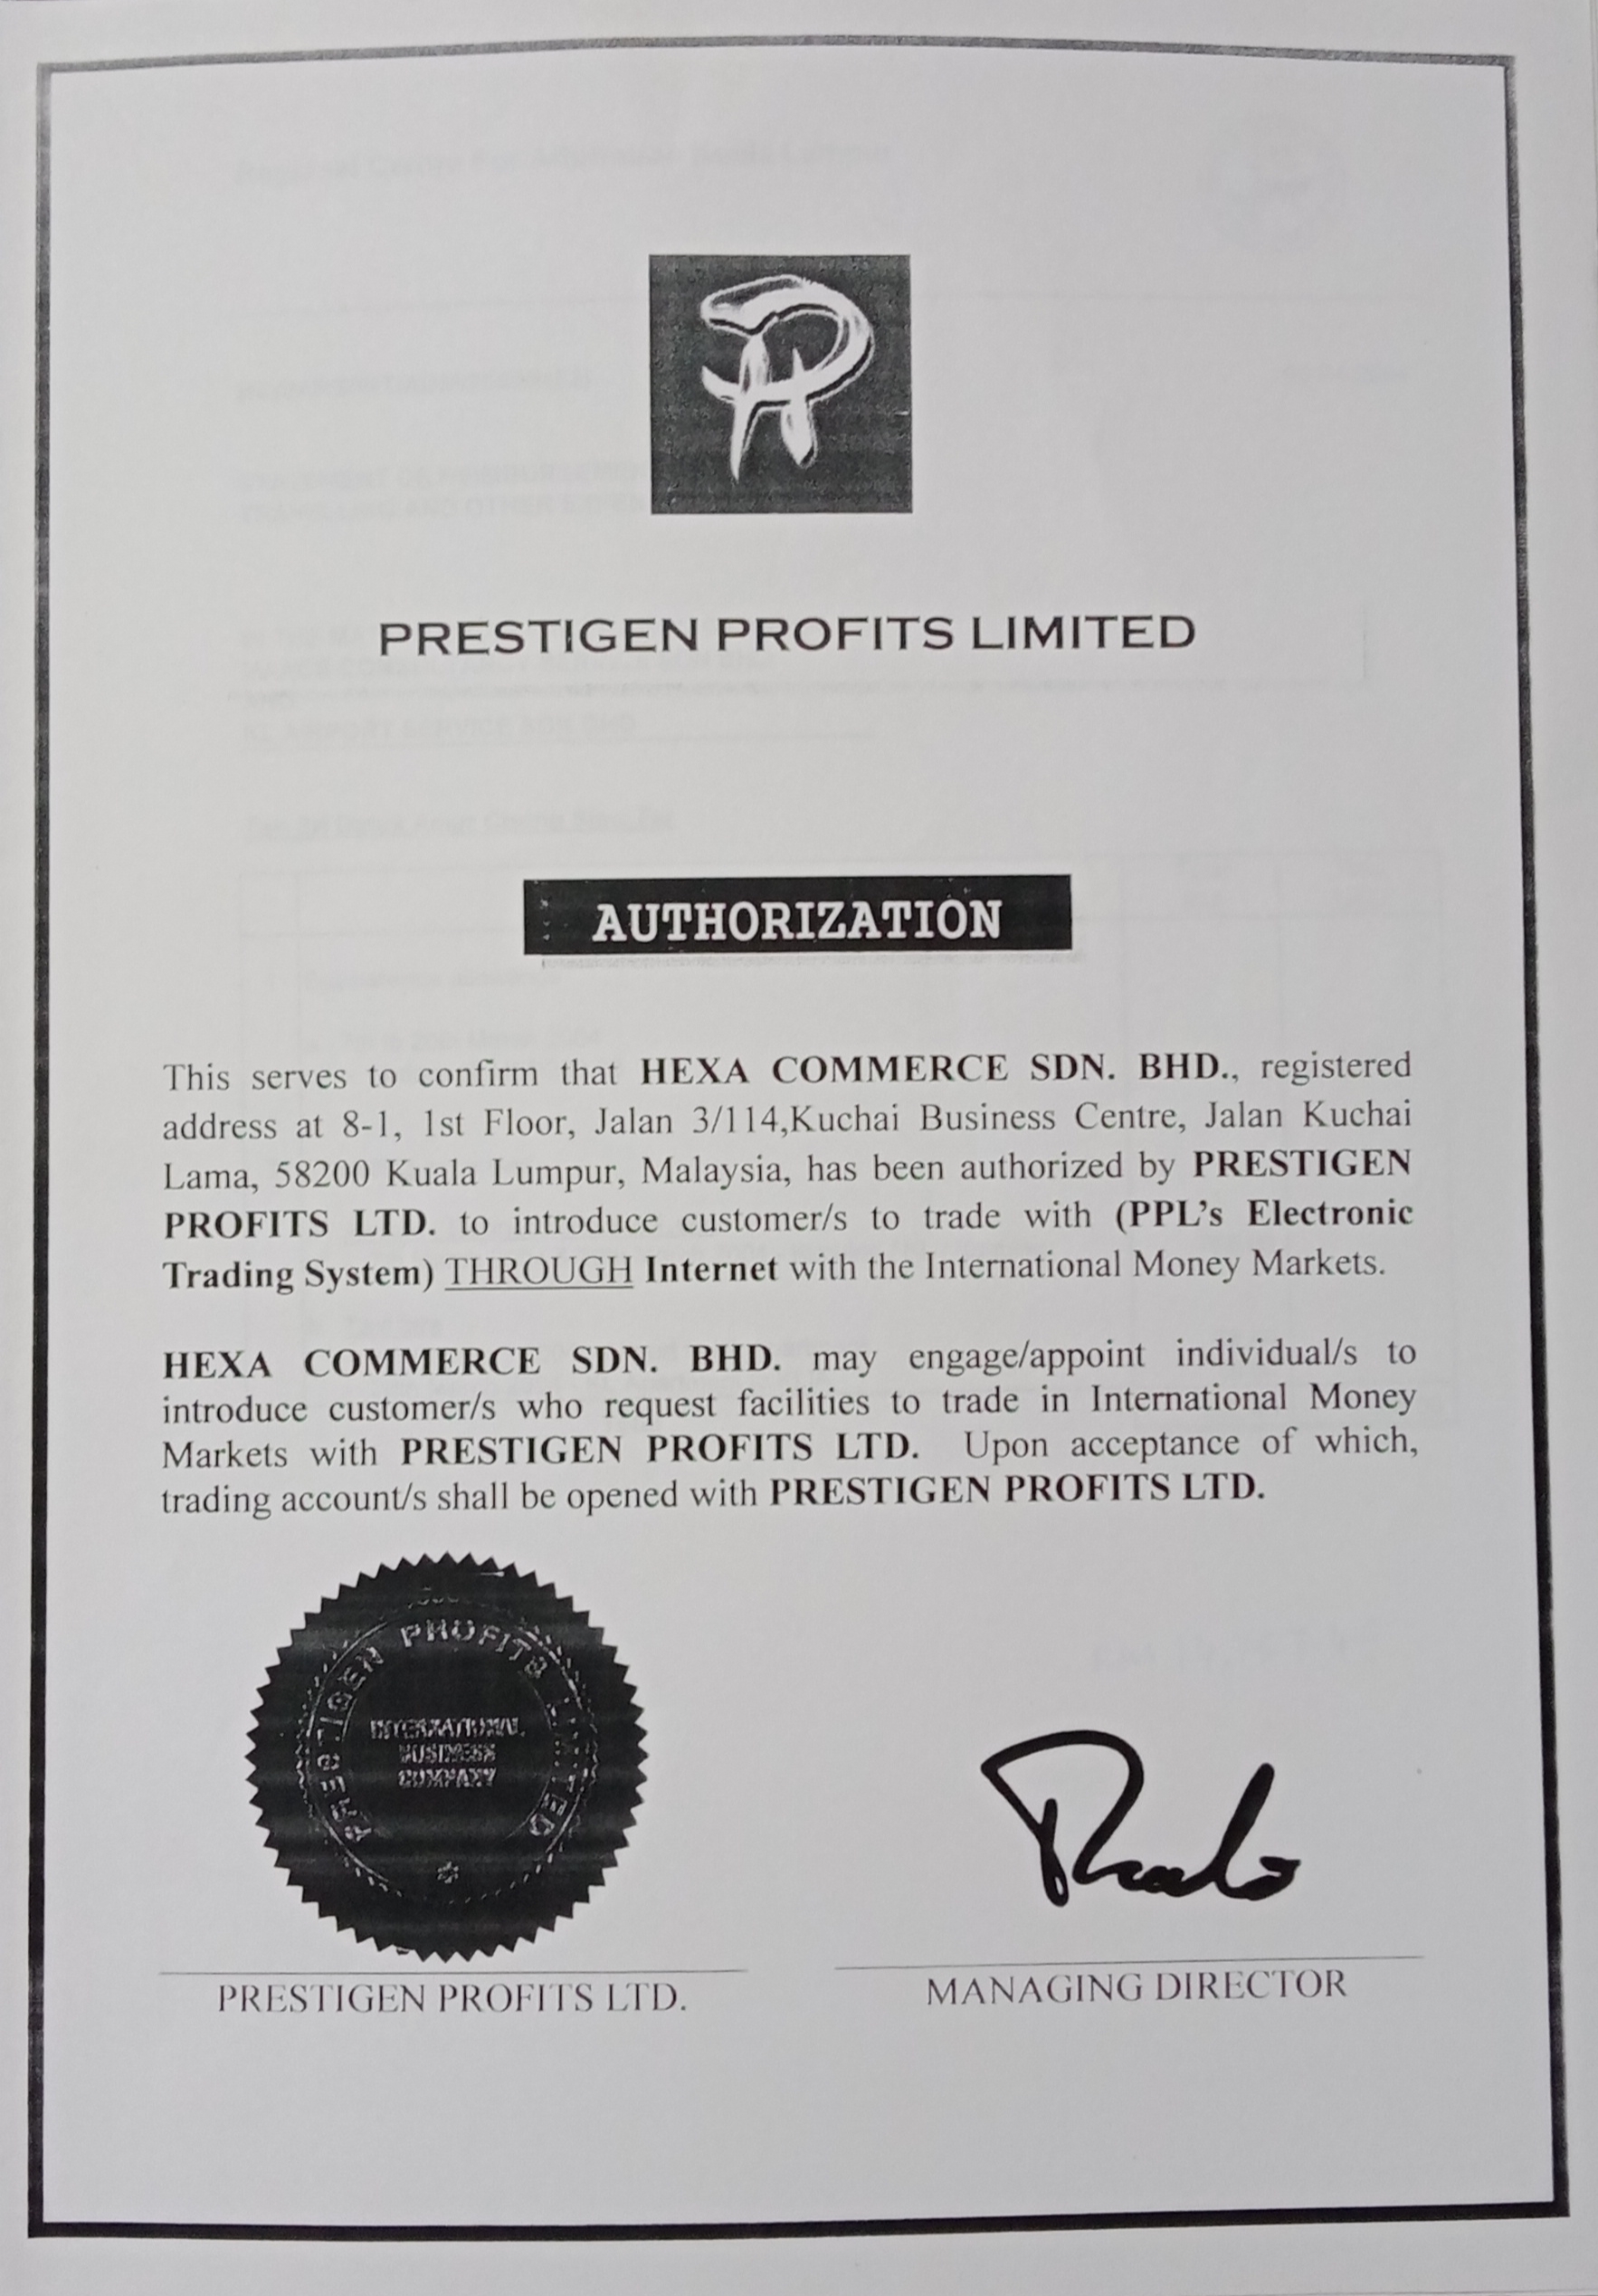 PRESTIGEN PROFITS LIMITED
AUTHORIZATION
This serves to confirm that HEXA COMMERCE SDN. BHD., registered
address at 8-1, 1st Floor, Jalan 3/114,Kuchai Business Centre, Jalan Kuchai
Lama, 58200 Kuala Lumpur, Malaysia, has been authorized by PRESTIGEN
PROFITS LTD. to introduce customer/s to trade with (PPL's Electronic
Trading System) THROUGH Internet with the International Money Markets.
HEXA COMMERCE SDN. BHD. may engage/appoint individual/s to
introduce customer/s who request facilities to trade in International Money
Markets with PRESTIGEN PROFITS LTD. Upon acceptance of which,
trading account/s shall be opened with PRESTIGEN PROFITS LTD.
PRESTIGEN PROFITS LIMITED
INTERNATIONAL
BUSINESS
COMPANY
PRESTIGEN PROFITS LTD.
MANAGING DIRECTOR